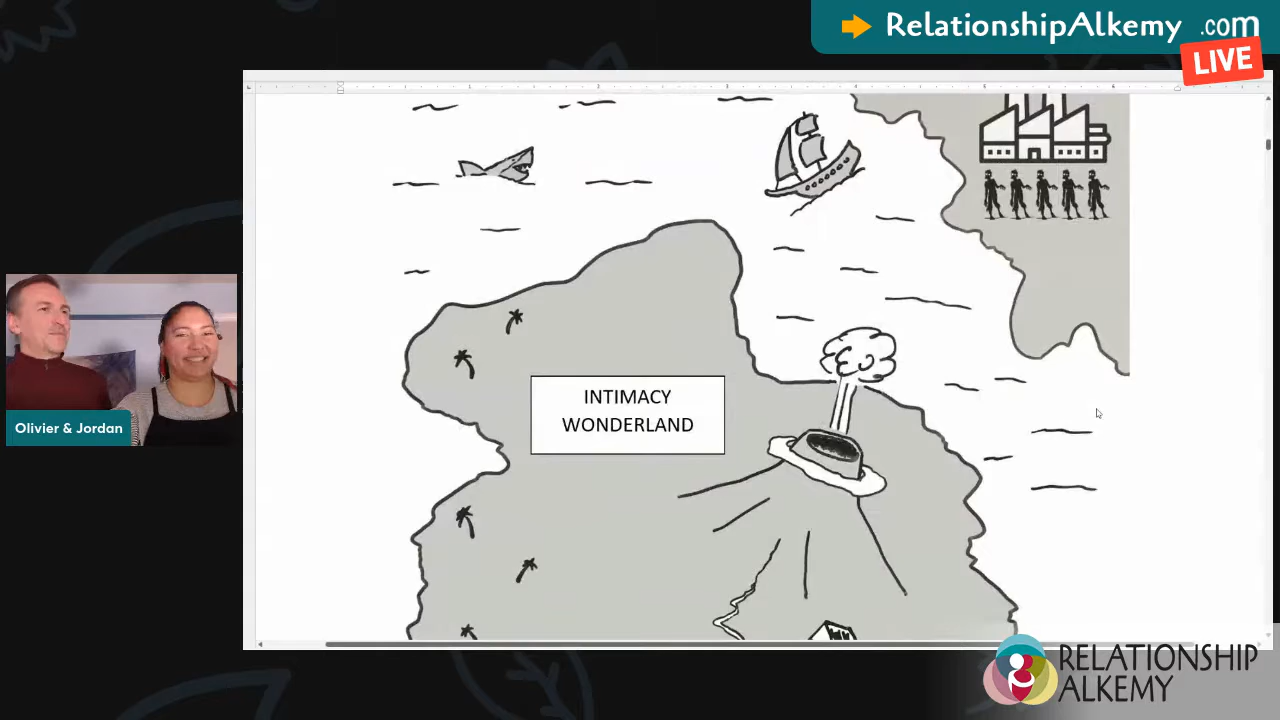 RelationshipAlkemy .com
LIVE
INTIMACY
WONDERLAND
Olivier & Jordan
RELATIONSHIP
ALKEMY